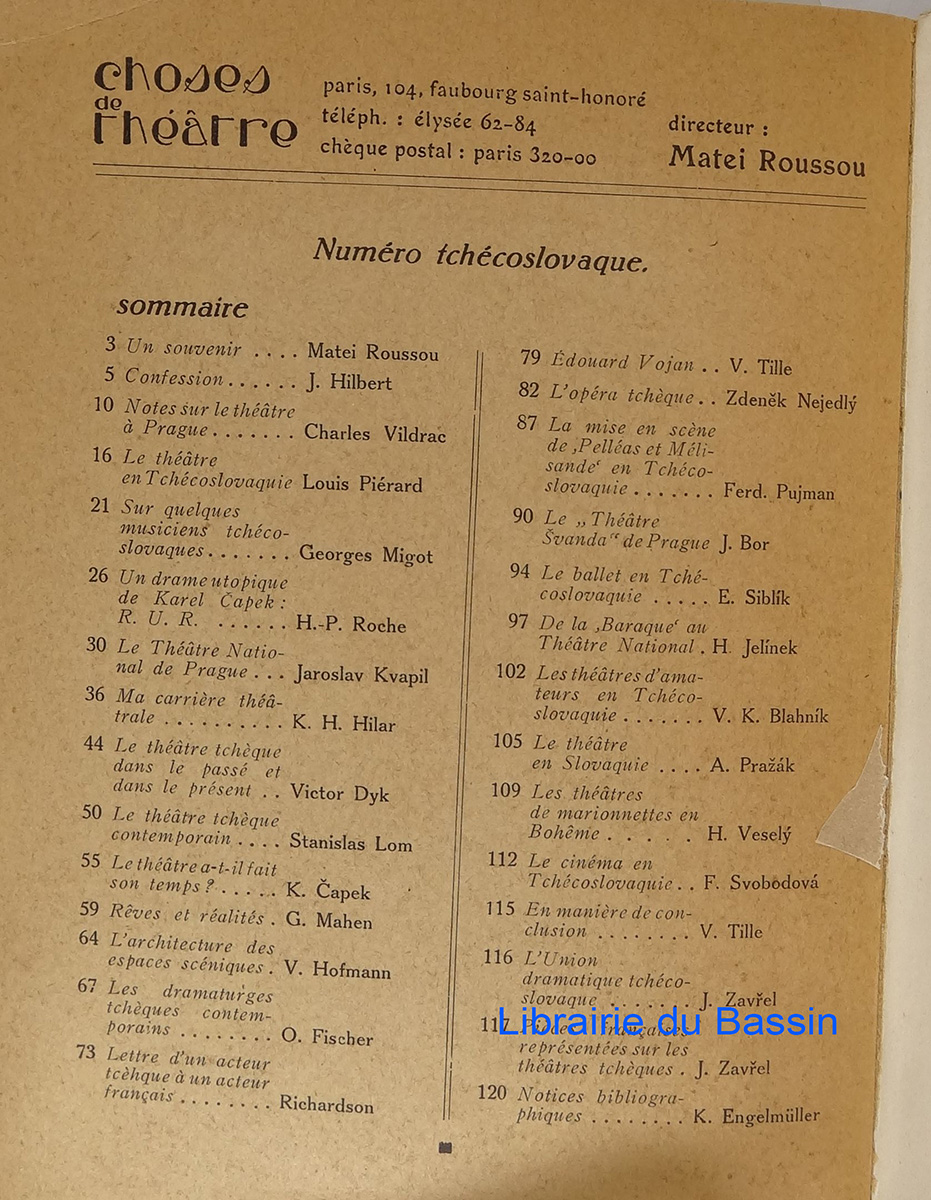 choses
de
théâtre
paris, 104, faubourg saint-honoré
téléph. : élysée 62-84
chèque postal : paris 320-00
directeur :
Matei Roussou
Numéro tchécoslovaque.
sommaire
3 Un souvenir .... Matei Roussou
5 Confession...... J. Hilbert
10 Notes sur le théâtre
à Prague....... Charles Vildrac
16 Le théâtre
en Tchécoslovaquie Louis Piérard
21 Sur quelques
musiciens tchéco-
slovaques....... Georges Migot
26 Un drame utopique
de Karel Čapek :
R. U. R. ...... H.-P. Roche
30 Le Théâtre Natio-
nal de Prague ... Jaroslav Kvapil
36 Ma carrière théâ-
trale .......... K. H. Hilar
44 Le théâtre tchèque
dans le passé et
dans le présent .. Victor Dyk
50 Le théâtre tchèque
contemporain .... Stanislas Lom
55 Le théâtre a-t-il fait
son temps ? ..... K. Čapek
59 Rêves et réalités . G. Mahen
64 L'architecture des
espaces scéniques . V. Hofmann
67 Les dramaturges
tchèques contem-
porains ........ O. Fischer
73 Lettre d'un acteur
tcèhque à un acteur
français ........ Richardson
79 Édouard Vojan .. V. Tille
82 L'opéra tchèque .. Zdeněk Nejedlý
87 La mise en scène
de ‚Pelléas et Méli-
sande‘ en Tchéco-
slovaquie ....... Ferd. Pujman
90 Le „Théâtre
Švanda“ de Prague J. Bor
94 Le ballet en Tché-
coslovaquie ..... E. Siblík
97 De la ‚Baraque‘ au
Théâtre National . H. Jelínek
102 Les théâtres d'ama-
teurs en Tchéco-
slovaquie ....... V. K. Blahník
105 Le théâtre
en Slovaquie .... A. Pražák
109 Les théâtres
de marionnettes en
Bohême ..... H. Veselý
112 Le cinéma en
Tchécoslovaquie .. F. Svobodová
115 En manière de con-
clusion ........ V. Tille
116 L'Union
dramatique tchéco-
slovaque ....... J. Zavřel
Librairie du Bassin
117 Pièces françaises
représentées sur les
théâtres tchèques . J. Zavřel
120 Notices bibliogra-
phiques ........ K. Engelmüller